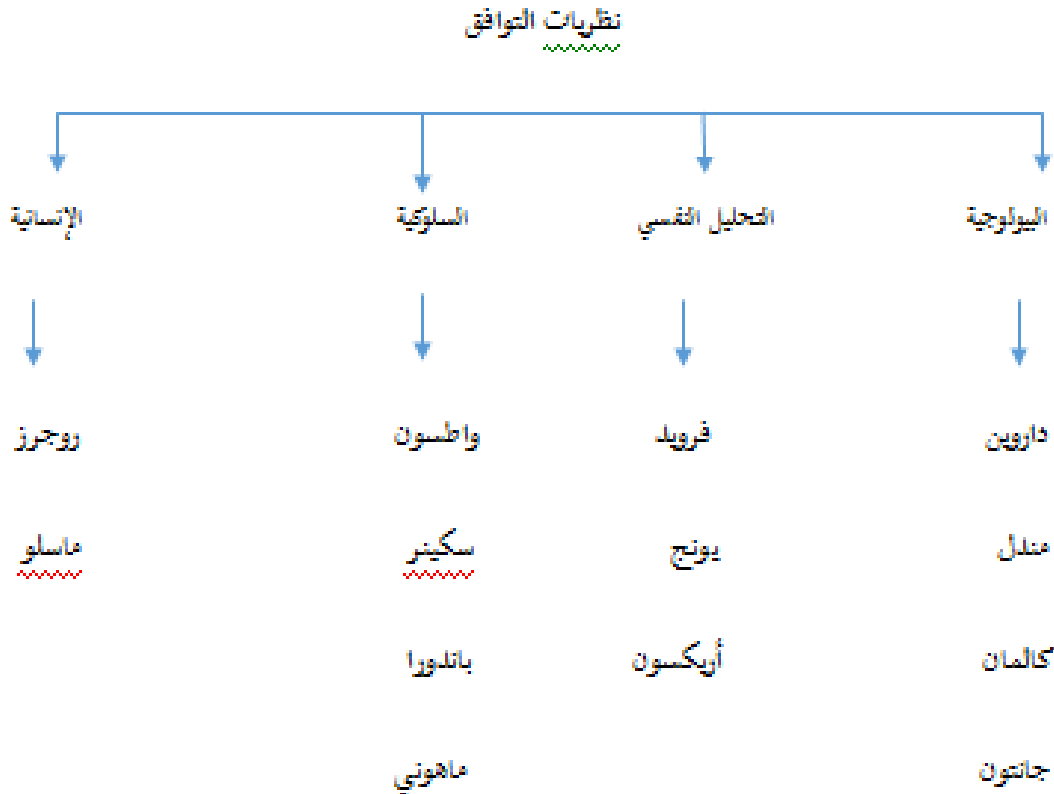 نظريات التوافق
البيولوجية التحليل النفسي السلوكية الإنسانية
داروين فرويد واطسون روجرز
مندل يونج سكينر ماسلو
كالمان أريكسون باندورا
جانتون ماهوني